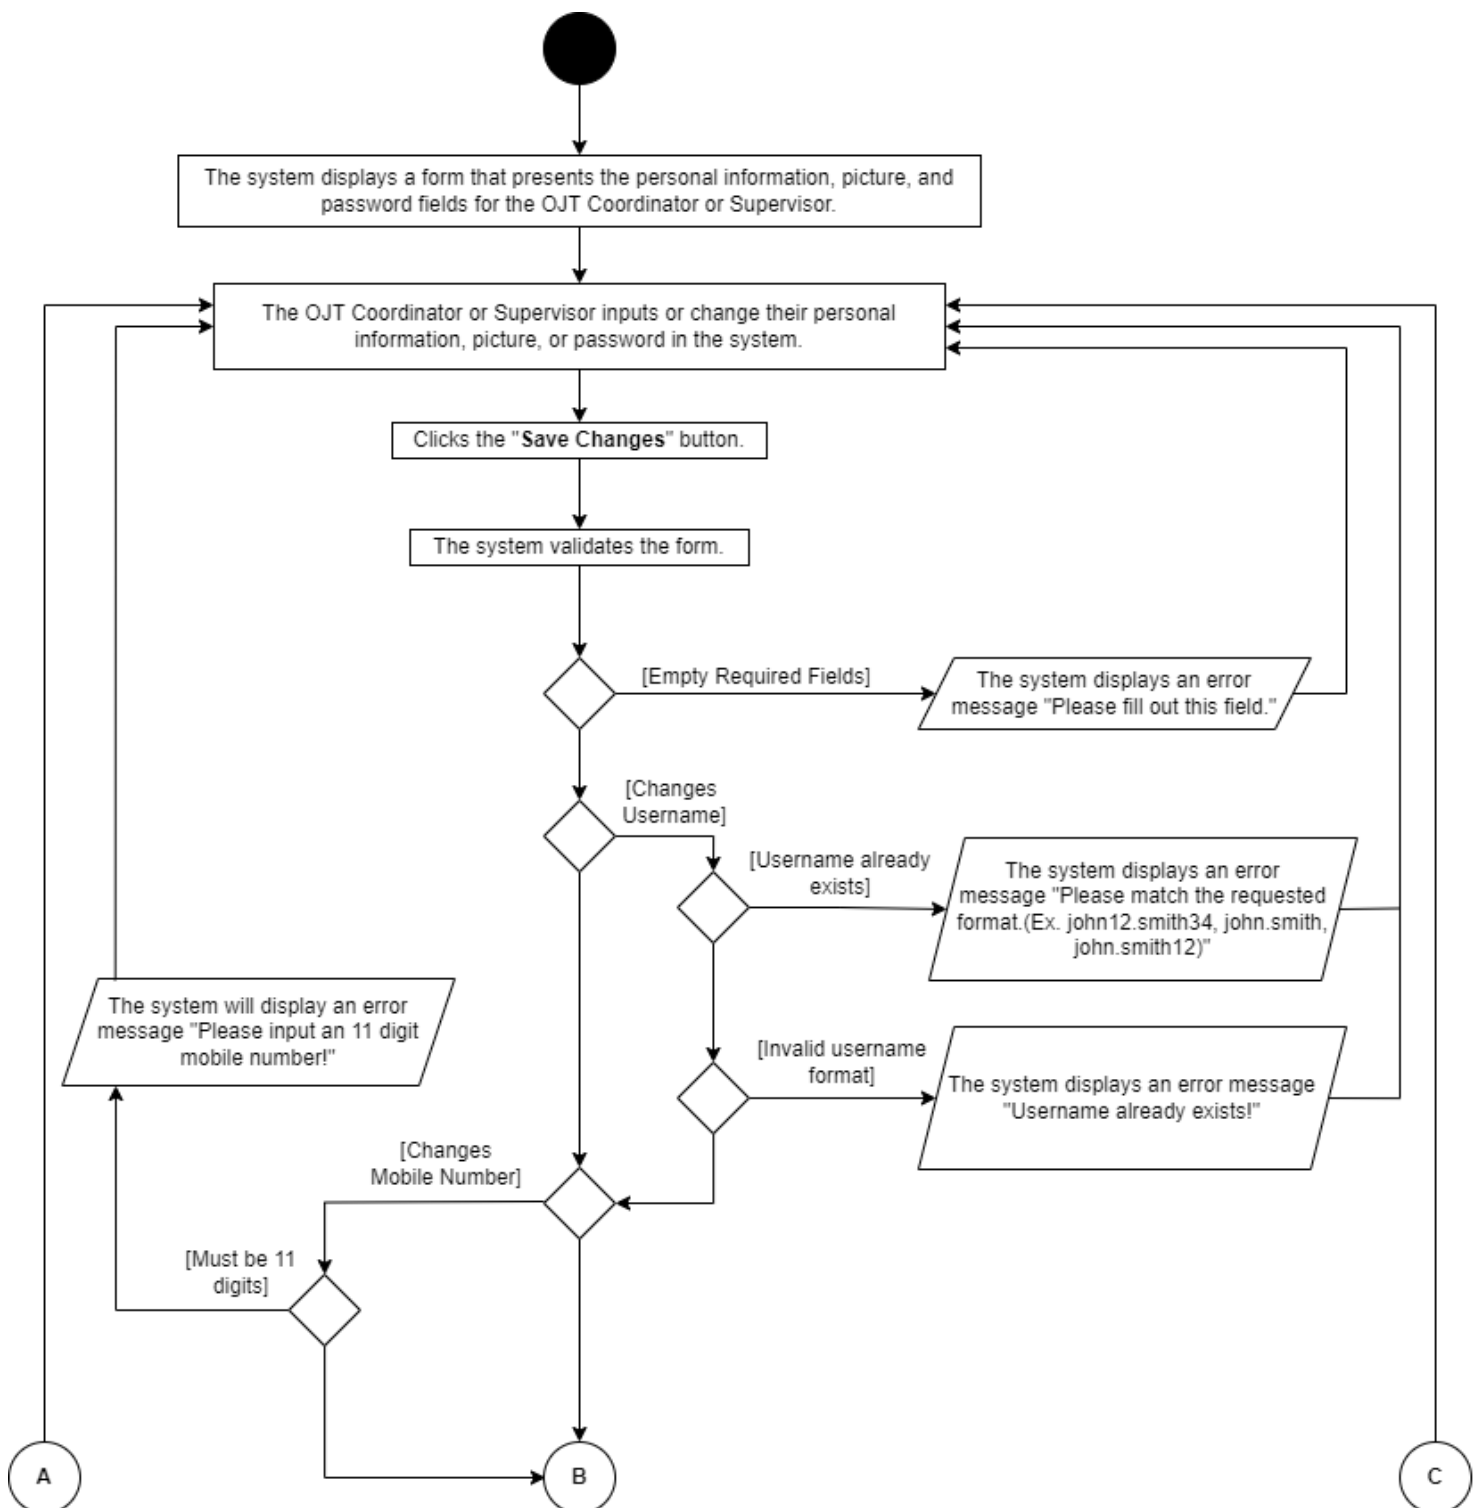 The system displays a form that presents the personal information, picture, and
password fields for the OJT Coordinator or Supervisor.
The OJT Coordinator or Supervisor inputs or change their personal
information, picture, or password in the system.
Clicks the "Save Changes" button.
The system validates the form.
[Empty Required Fields]
The system displays an error
message "Please fill out this field."
[Changes
Username]
[Username already
exists]
The system displays an error
message "Please match the requested
format.(Ex. john12.smith34, john.smith,
john.smith12)"
The system will display an error
message "Please input an 11 digit
mobile number!"
[Invalid username
format]
The system displays an error message
"Username already exists!"
[Changes
Mobile Number]
[Must be 11
digits]
A
B
C